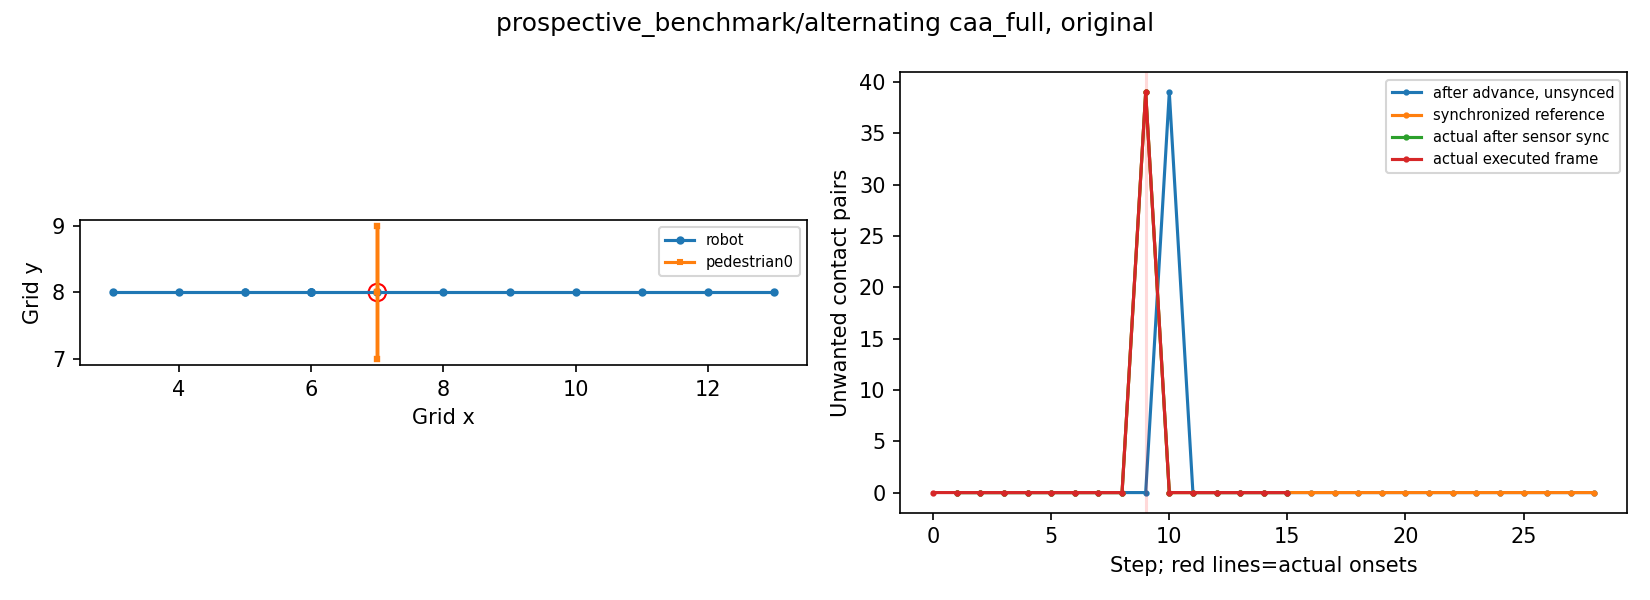 prospective_benchmark/alternating caa_full, original
9
8
7
Grid y
4
6
8
10
12
Grid x
robot
pedestrian0
40
35
30
25
20
15
10
5
0
Unwanted contact pairs
0
5
10
15
20
25
Step; red lines=actual onsets
after advance, unsynced
synchronized reference
actual after sensor sync
actual executed frame